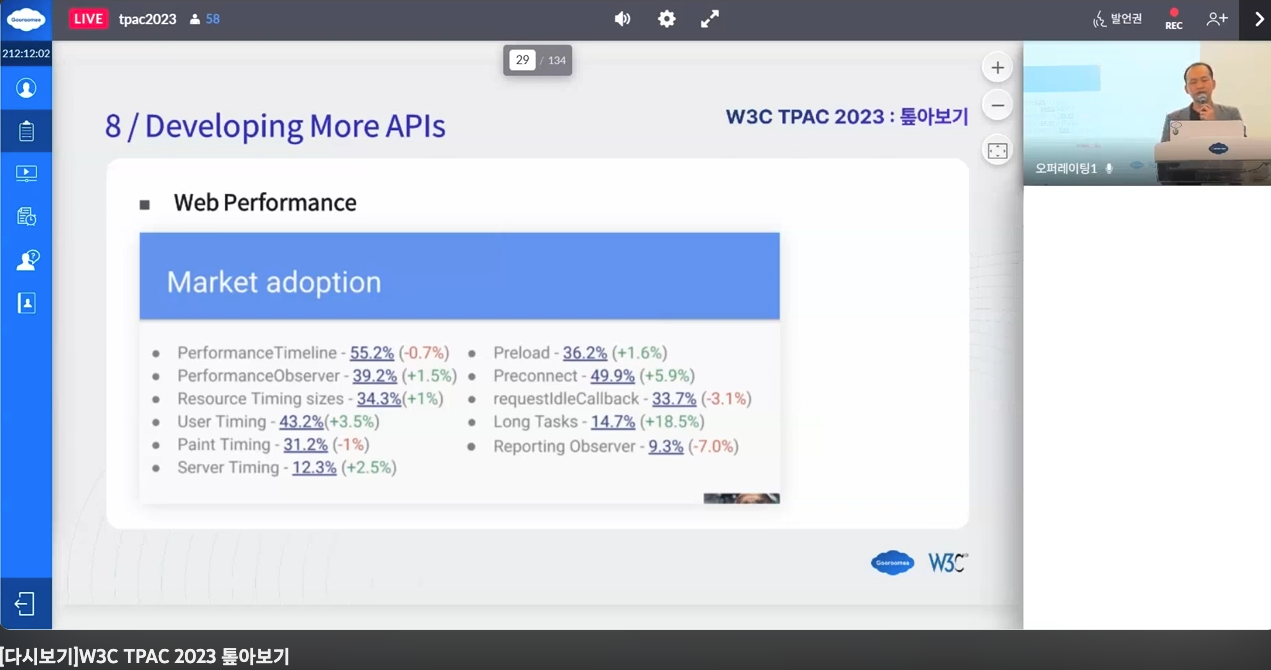 Gooroomee
LIVE tpac2023 58
발언권
REC
212:12:02
29 / 134
8 / Developing More APIs
W3C TPAC 2023 : 톺아보기
오퍼레이팅1
■ Web Performance
Market adoption
● PerformanceTimeline - 55.2% (-0.7%)
● PerformanceObserver - 39.2% (+1.5%)
● Resource Timing sizes - 34.3%(+1%)
● User Timing - 43.2%(+3.5%)
● Paint Timing - 31.2% (-1%)
● Server Timing - 12.3% (+2.5%)
● Preload - 36.2% (+1.6%)
● Preconnect - 49.9% (+5.9%)
● requestIdleCallback - 33.7% (-3.1%)
● Long Tasks - 14.7% (+18.5%)
● Reporting Observer - 9.3% (-7.0%)
Gooroomee
W3C
[다시보기]W3C TPAC 2023 톺아보기